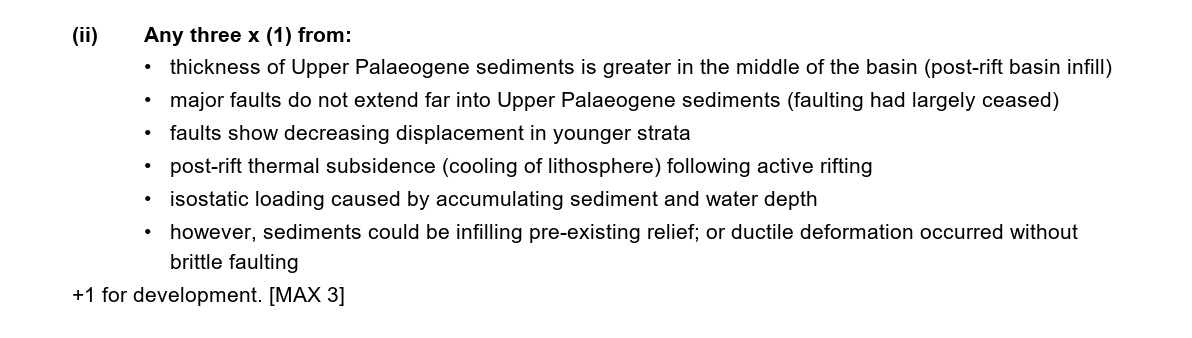 (ii) Any three x (1) from:
• thickness of Upper Palaeogene sediments is greater in the middle of the basin (post-rift basin infill)
• major faults do not extend far into Upper Palaeogene sediments (faulting had largely ceased)
• faults show decreasing displacement in younger strata
• post-rift thermal subsidence (cooling of lithosphere) following active rifting
• isostatic loading caused by accumulating sediment and water depth
• however, sediments could be infilling pre-existing relief; or ductile deformation occurred without
brittle faulting
+1 for development. [MAX 3]